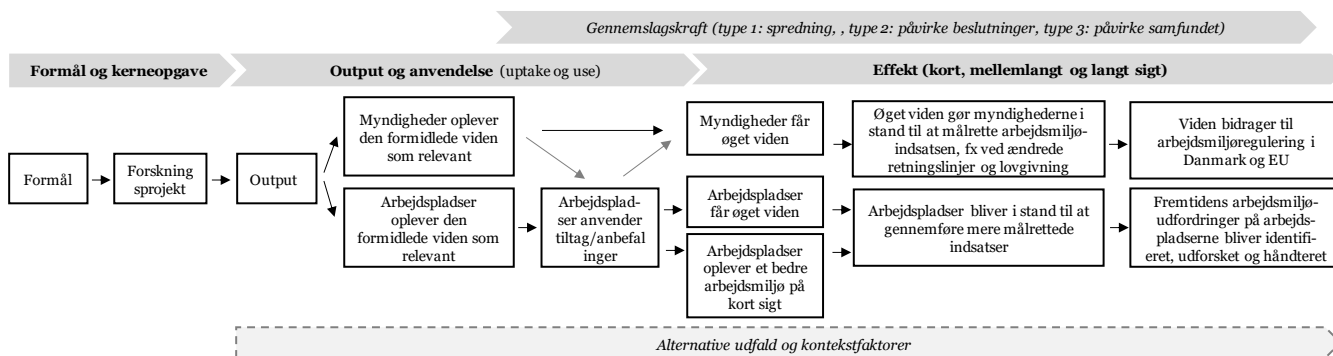 Gennemslagskraft (type 1: spredning, , type 2: påvirke beslutninger, type 3: påvirke samfundet)
Formål og kerneopgave
Output og anvendelse (uptake og use)
Effekt (kort, mellemlangt og langt sigt)
Formål
Forskning
sprojekt
Output
Myndigheder oplever
den formidlede viden
som relevant
Arbejdspladser
oplever den
formidlede viden som
relevant
Arbejdsplad-
ser anvender
tiltag/anbefal
inger
Myndigheder får
øget viden
Arbejdspladser
får øget viden
Arbejdspladser
oplever et bedre
arbejdsmiljø på
kort sigt
Øget viden gør myndighederne i
stand til at målrette arbejdsmiljø-
indsatsen, fx ved ændrede
retningslinjer og lovgivning
Arbejdspladser bliver i stand til at
gennemføre mere målrettede
indsatser
Viden bidrager til
arbejdsmiljøregulering i
Danmark og EU
Fremtidens arbejdsmiljø-
udfordringer på arbejds-
pladserne bliver identifi-
eret, udforsket og håndteret
Alternative udfald og kontekstfaktorer